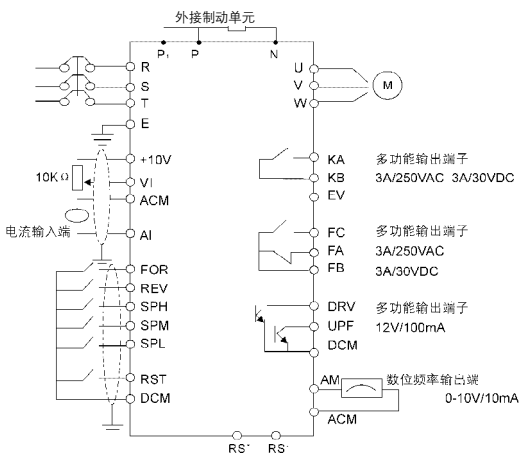 外接制动单元
P₁ P N
R
S
T
E
+10V
10KΩ
VI
ACM
电流输入端
AI
FOR
REV
SPH
SPM
SPL
RST
DCM
U
V
W
M
KA 多功能输出端子
KB 3A/250VAC 3A/30VDC
EV
FC 多功能输出端子
FA 3A/250VAC
FB 3A/30VDC
DRV 多功能输出端子
UPF 12V/100mA
DCM
AM 数位频率输出端
0-10V/10mA
ACM
RS⁺ RS⁻